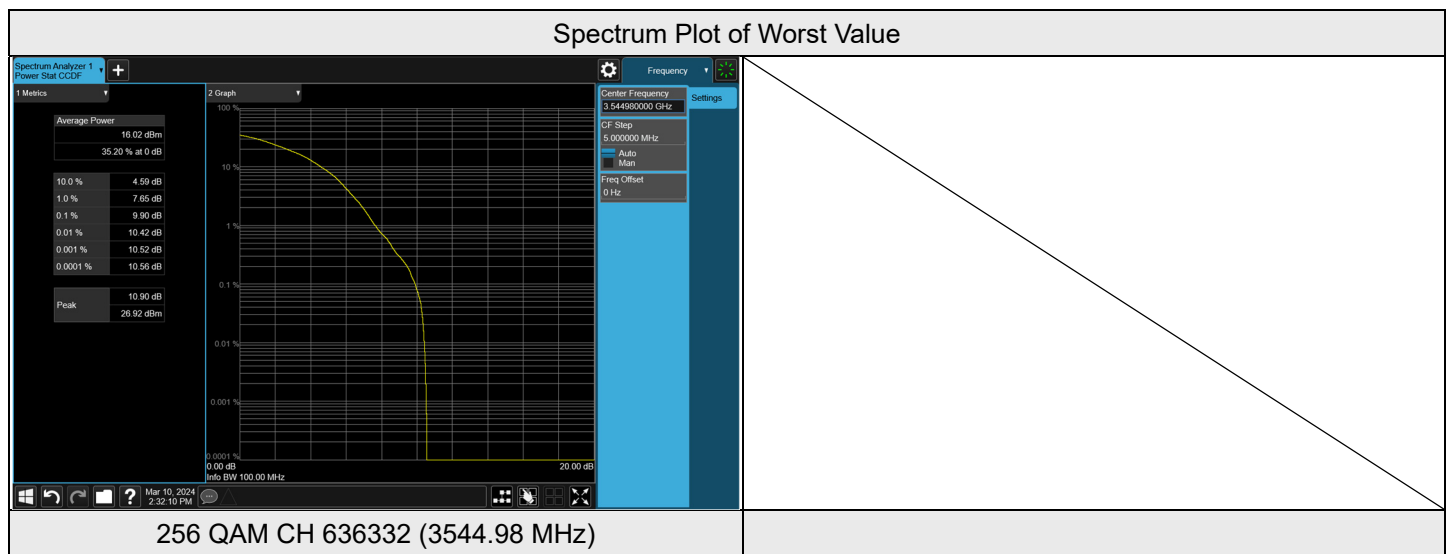 Spectrum Plot of Worst Value
Spectrum Analyzer 1
Power Stat CCDF
Frequency
1 Metrics
2 Graph
Center Frequency
3.544980000 GHz
Settings
CF Step
5.000000 MHz
Auto
Man
Freq Offset
0 Hz
Average Power
16.02 dBm
35.20 % at 0 dB
10.0 % 4.59 dB
1.0 % 7.65 dB
0.1 % 9.90 dB
0.01 % 10.42 dB
0.001 % 10.52 dB
0.0001 % 10.56 dB
Peak
10.90 dB
26.92 dBm
100 %
10 %
1 %
0.1 %
0.01 %
0.001 %
0.0001 %
0.00 dB 20.00 dB
Info BW 100.00 MHz
?
Mar 10, 2024
2:32:10 PM
256 QAM CH 636332 (3544.98 MHz)